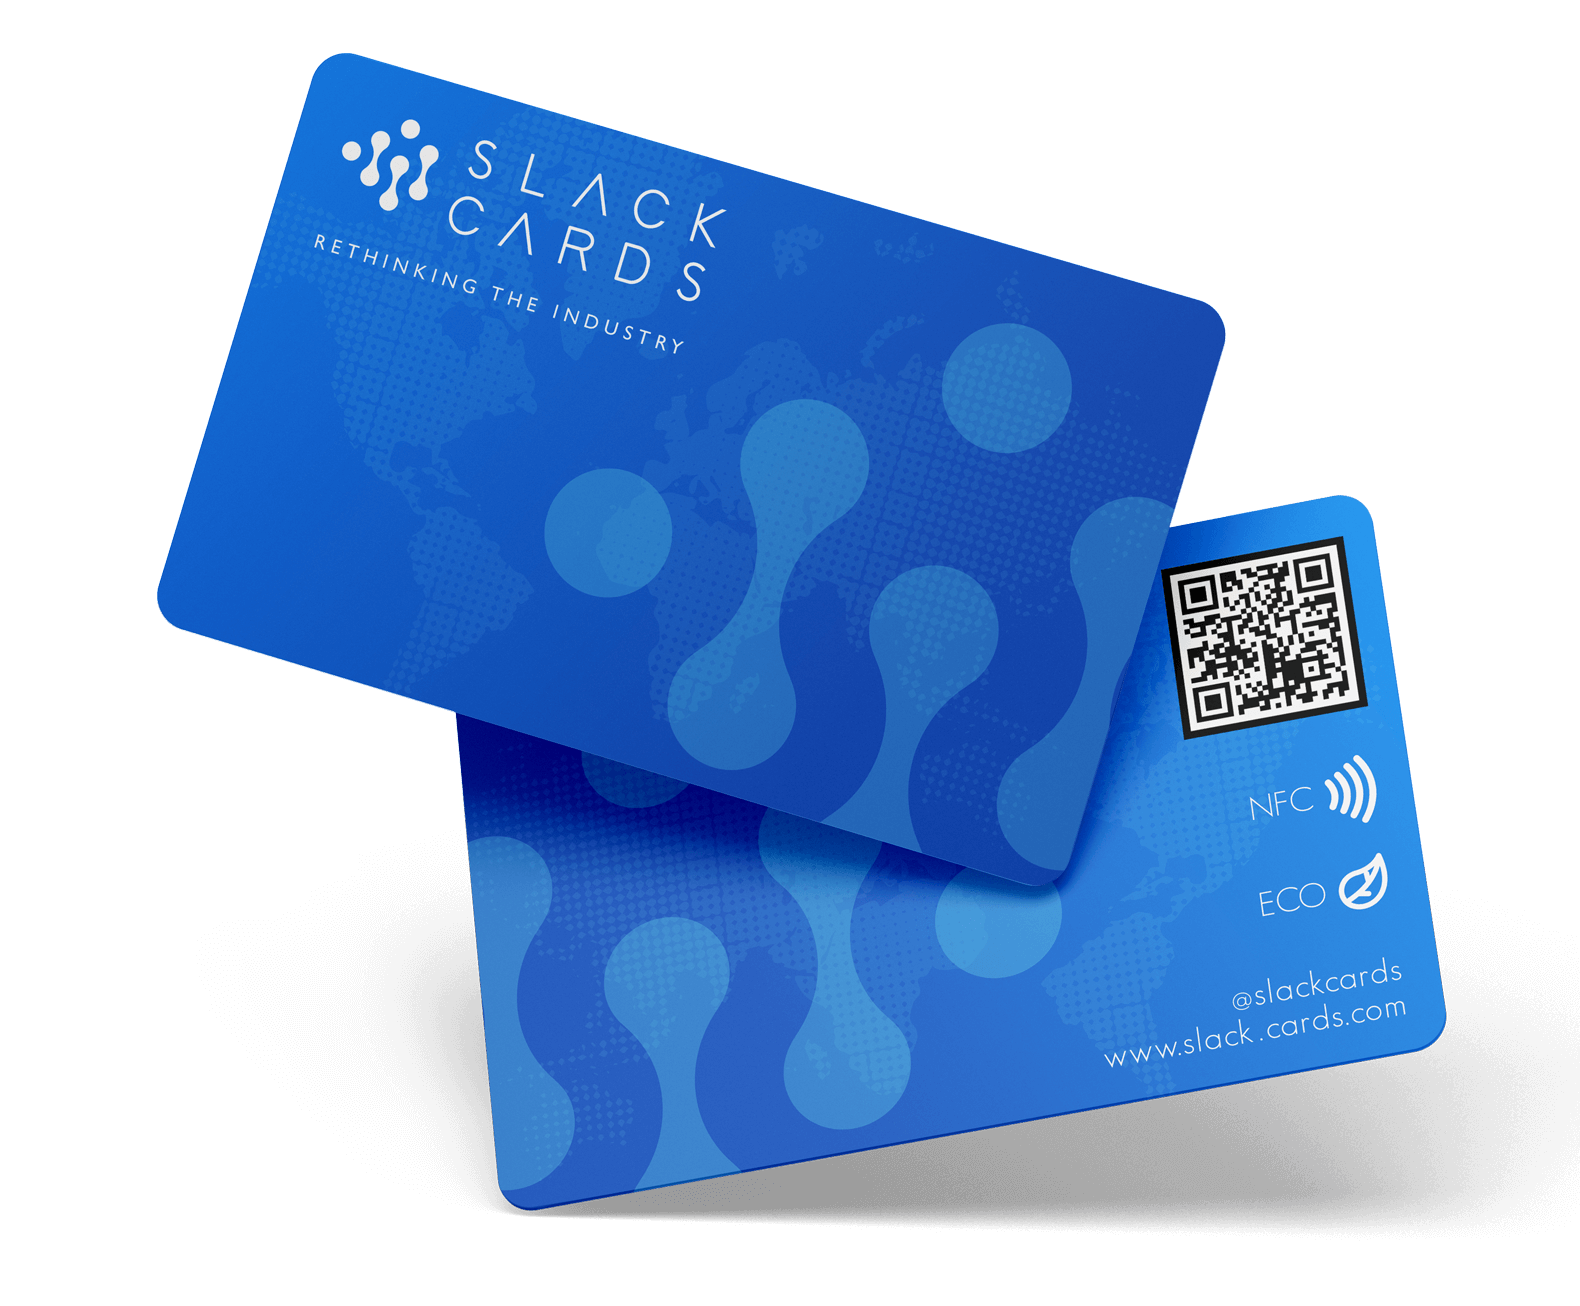 SLACK
CARDS
RETHINKING THE INDUSTRY
NFC
ECO
@slackcards
www.slack.cards.com